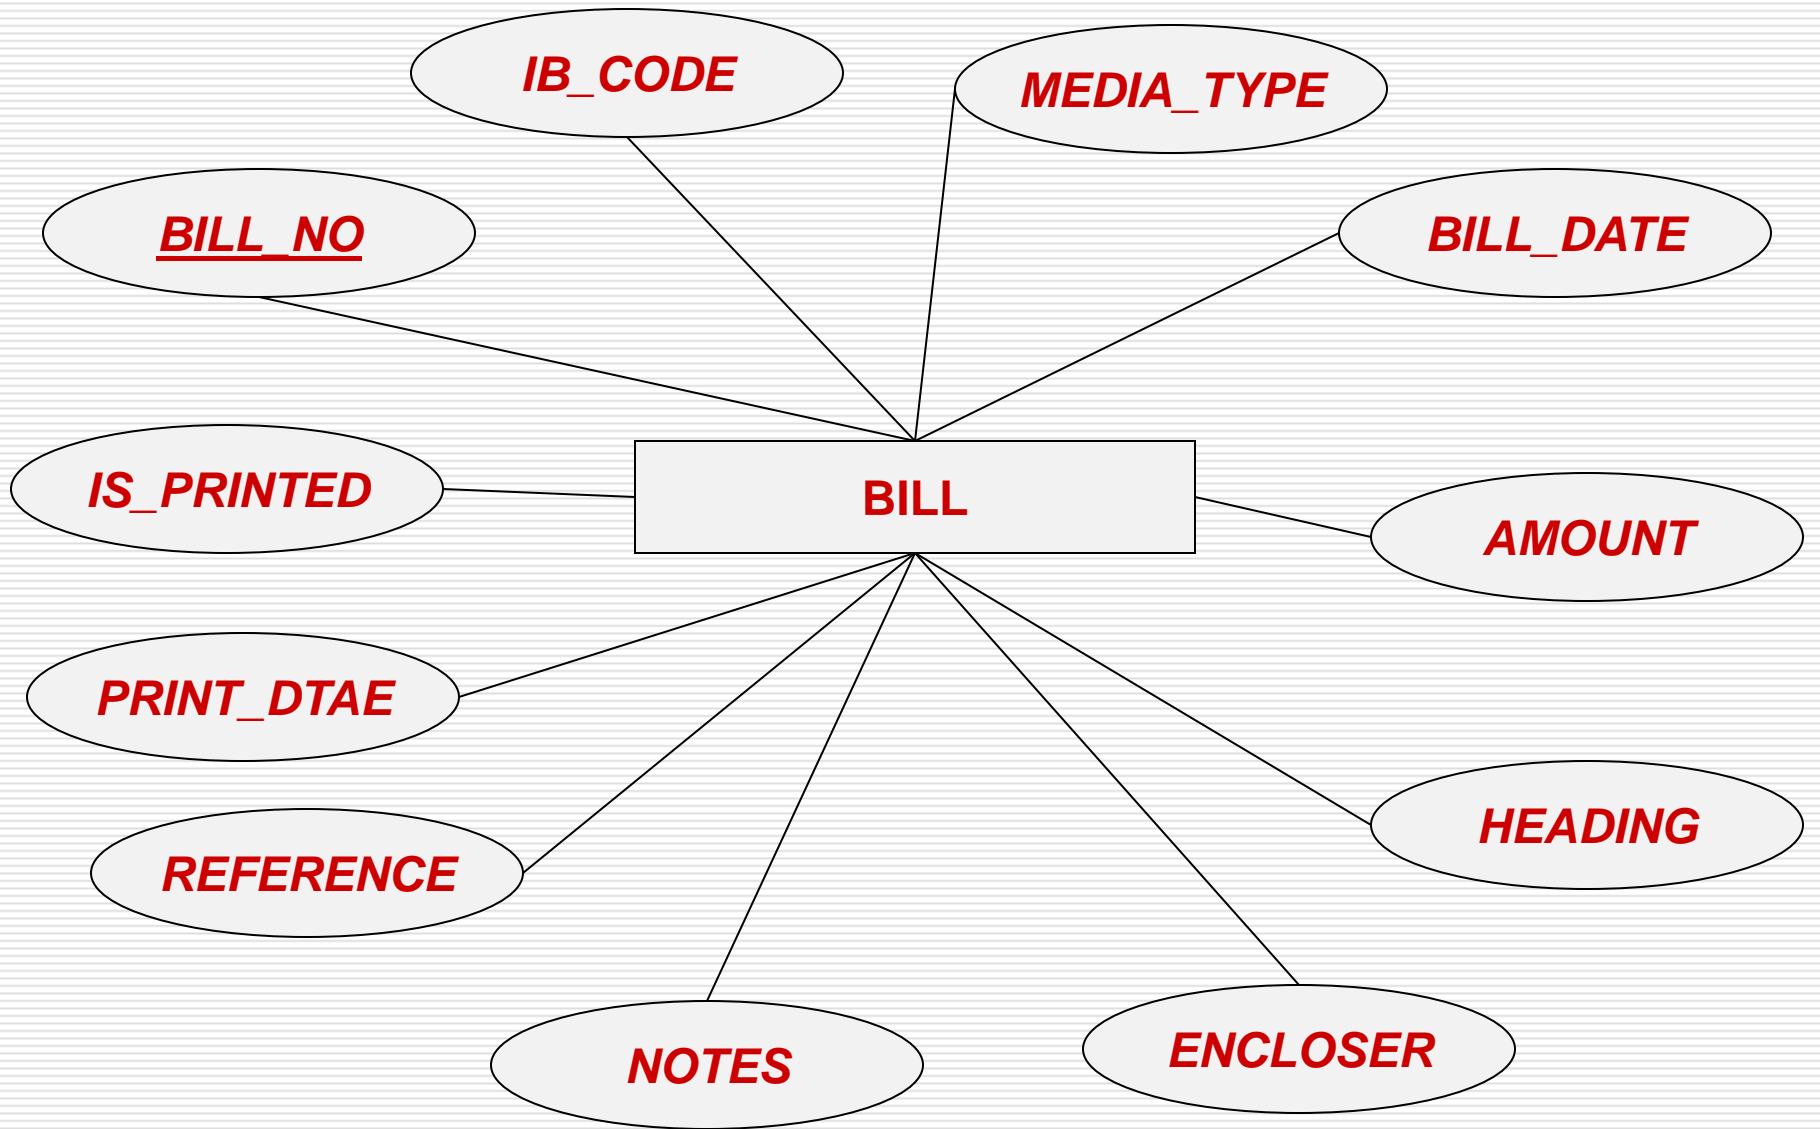 IB_CODE
MEDIA_TYPE
BILL_NO
BILL_DATE
IS_PRINTED
BILL
AMOUNT
PRINT_DTAE
HEADING
REFERENCE
NOTES
ENCLOSER